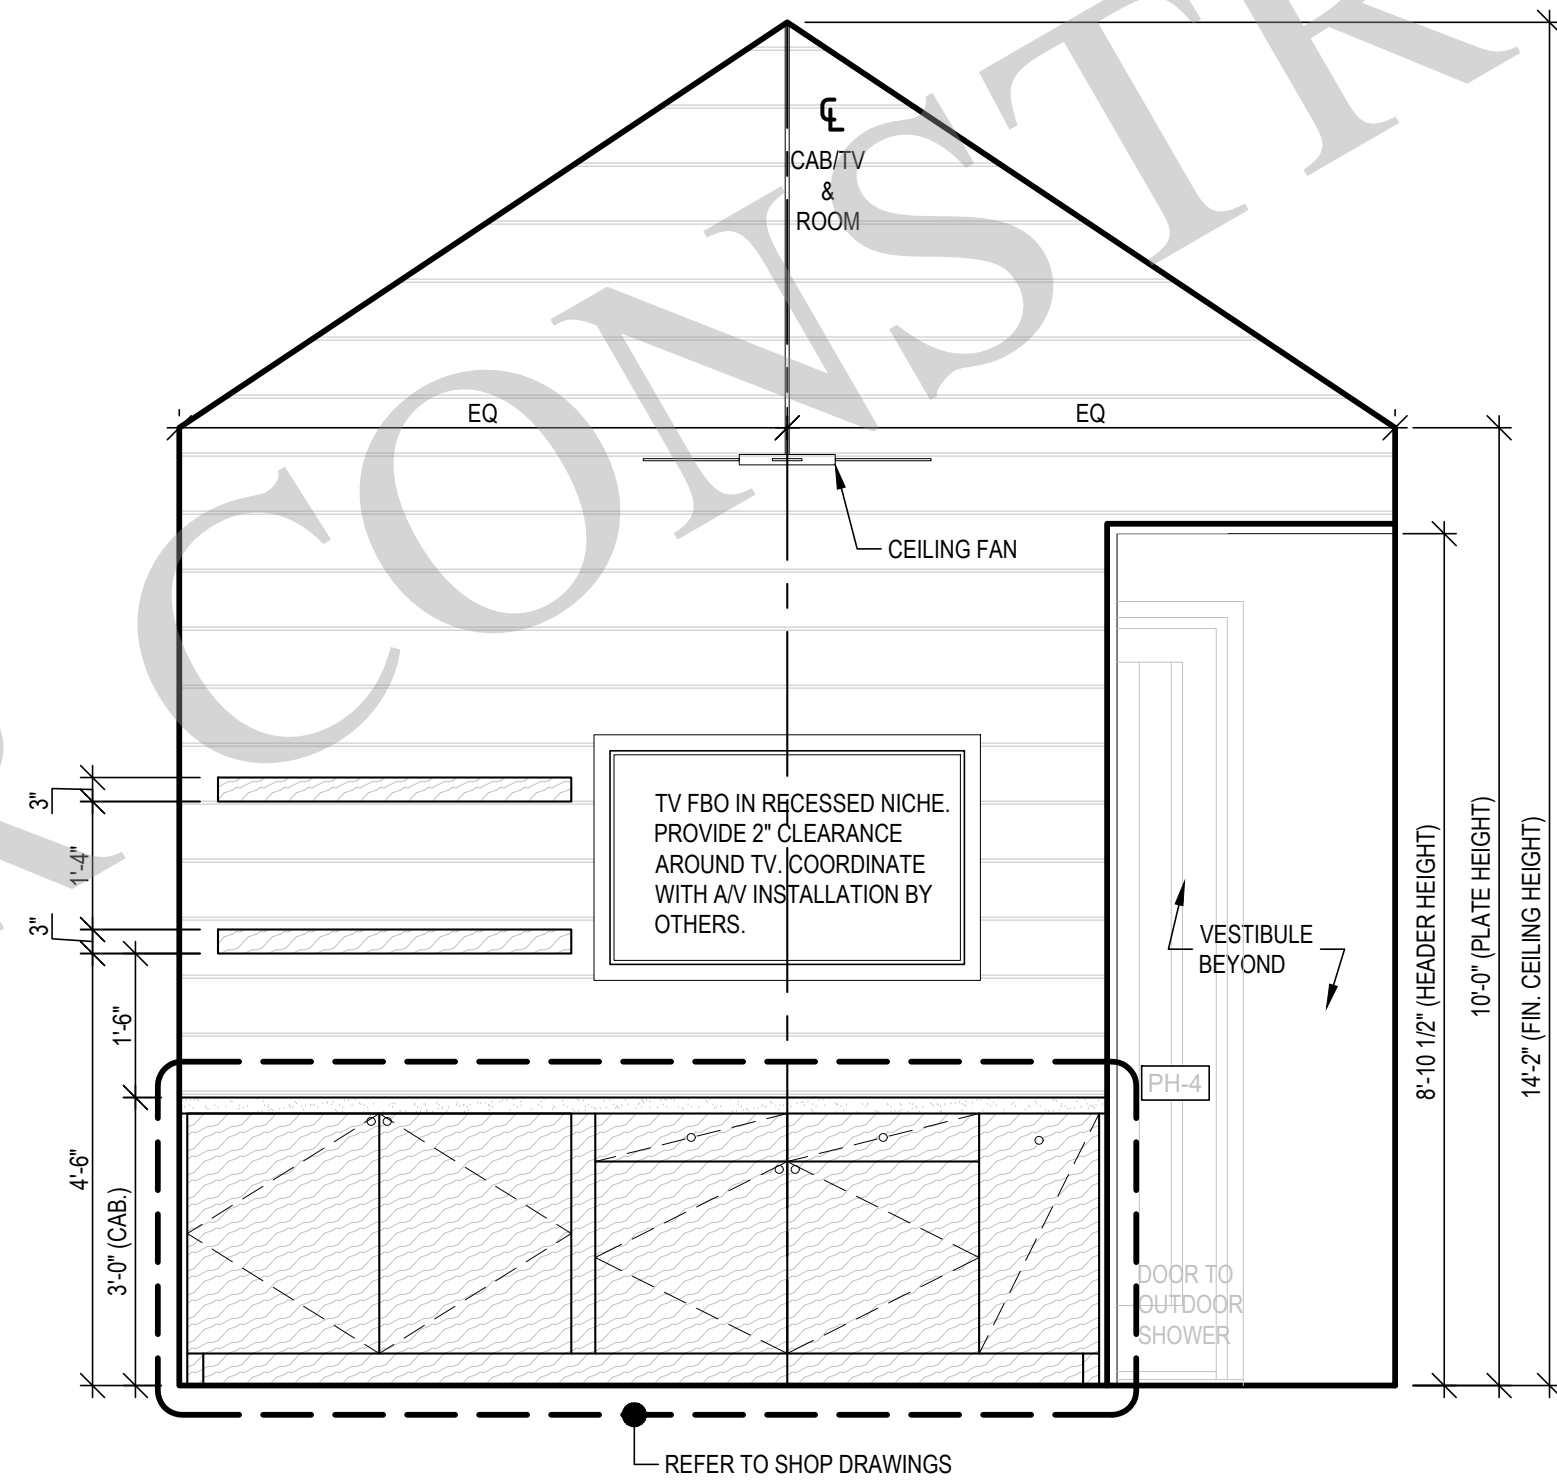 CL
CAB/TV
&
ROOM
EQ
EQ
CEILING FAN
TV FBO IN RECESSED NICHE.
PROVIDE 2" CLEARANCE
AROUND TV. COORDINATE
WITH A/V INSTALLATION BY
OTHERS.
3"
1'-4"
3"
1'-6"
4'-6"
3'-0" (CAB.)
VESTIBULE
BEYOND
PH-4
DOOR TO
OUTDOOR
SHOWER
8'-10 1/2" (HEADER HEIGHT)
10'-0" (PLATE HEIGHT)
14'-2" (FIN. CEILING HEIGHT)
REFER TO SHOP DRAWINGS
R CONSTR